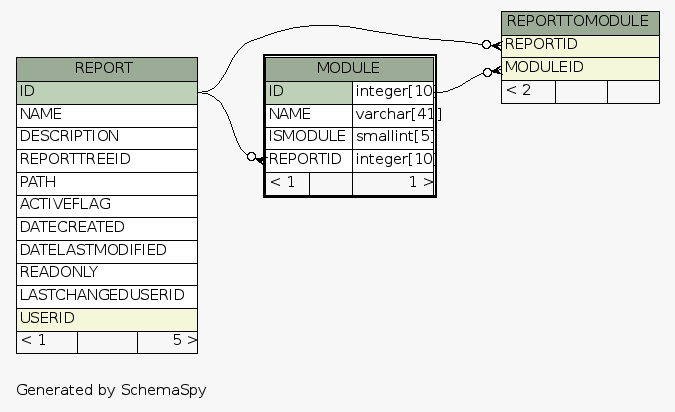 REPORT
ID
NAME
DESCRIPTION
REPORTTREEID
PATH
ACTIVEFLAG
DATECREATED
DATELASTMODIFIED
READONLY
LASTCHANGEDUSERID
USERID
< 1 5 >
MODULE
ID integer[10
NAME varchar[41]
ISMODULE smallint[5]
REPORTID integer[10]
< 1 1 >
REPORTTOMODULE
REPORTID
MODULEID
< 2
Generated by SchemaSpy